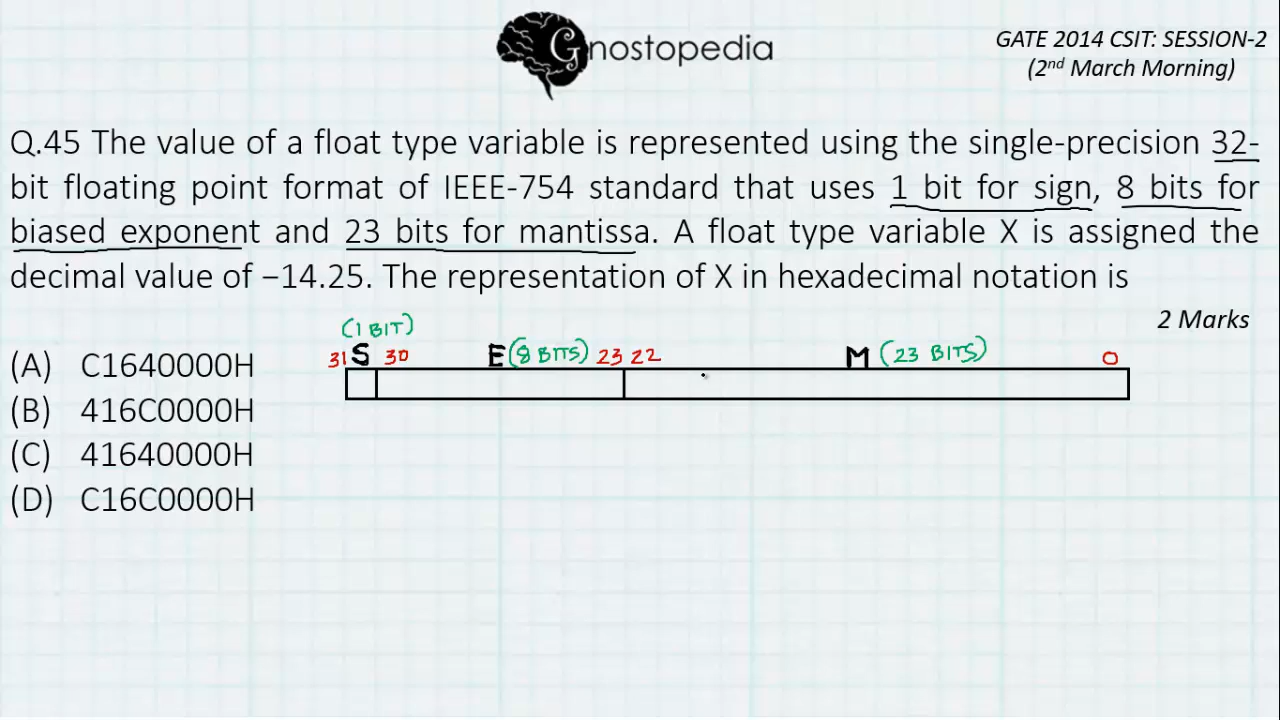 Gnostopedia
GATE 2014 CSIT: SESSION-2
(2nd March Morning)
Q.45 The value of a float type variable is represented using the single-precision 32-
bit floating point format of IEEE-754 standard that uses 1 bit for sign, 8 bits for
biased exponent and 23 bits for mantissa. A float type variable X is assigned the
decimal value of −14.25. The representation of X in hexadecimal notation is
2 Marks
(1 BIT)
31 S 30 E (8 BITS) 23 22 M (23 BITS) 0
(A) C1640000H
(B) 416C0000H
(C) 41640000H
(D) C16C0000H